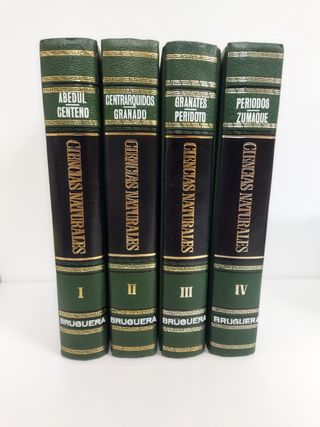 ABEDUL
CENTENO
CIENCIAS NATURALES
I
BRUGUERA
CENTRARQUIDOS
GRANADO
CIENCIAS NATURALES
II
BRUGUERA
GRANATES
PERIDOTO
CIENCIAS NATURALES
III
BRUGUERA
PERIODOS
ZUMAQUE
CIENCIAS NATURALES
IV
BRUGUERA